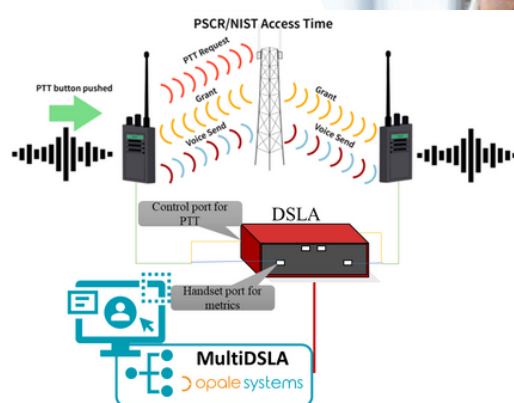 PSCR/NIST Access Time
PTT Request
PTT button pushed
Grant
Grant
Voice Send
Voice Send
Control port for
PTT
DSLA
Handset port for
metrics
MultiDSLA
opale systems